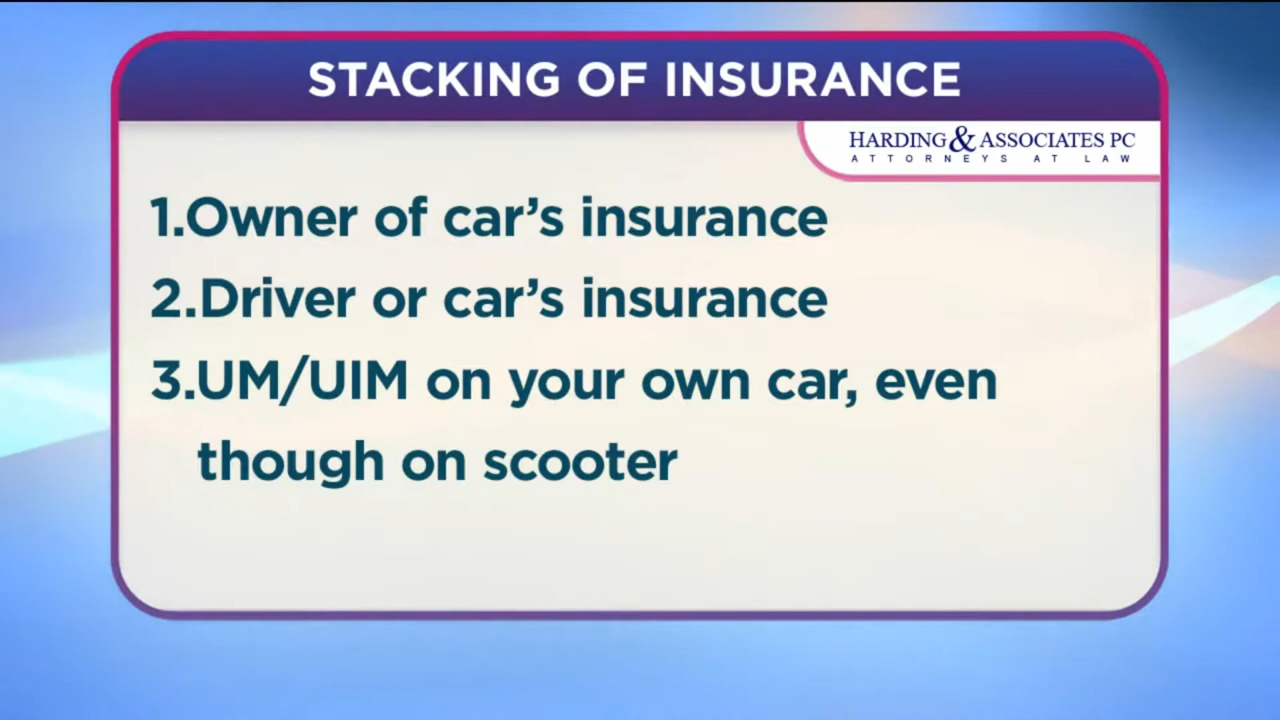 STACKING OF INSURANCE
HARDING & ASSOCIATES PC
ATTORNEYS AT LAW
1.Owner of car’s insurance
2.Driver or car’s insurance
3.UM/UIM on your own car, even
though on scooter